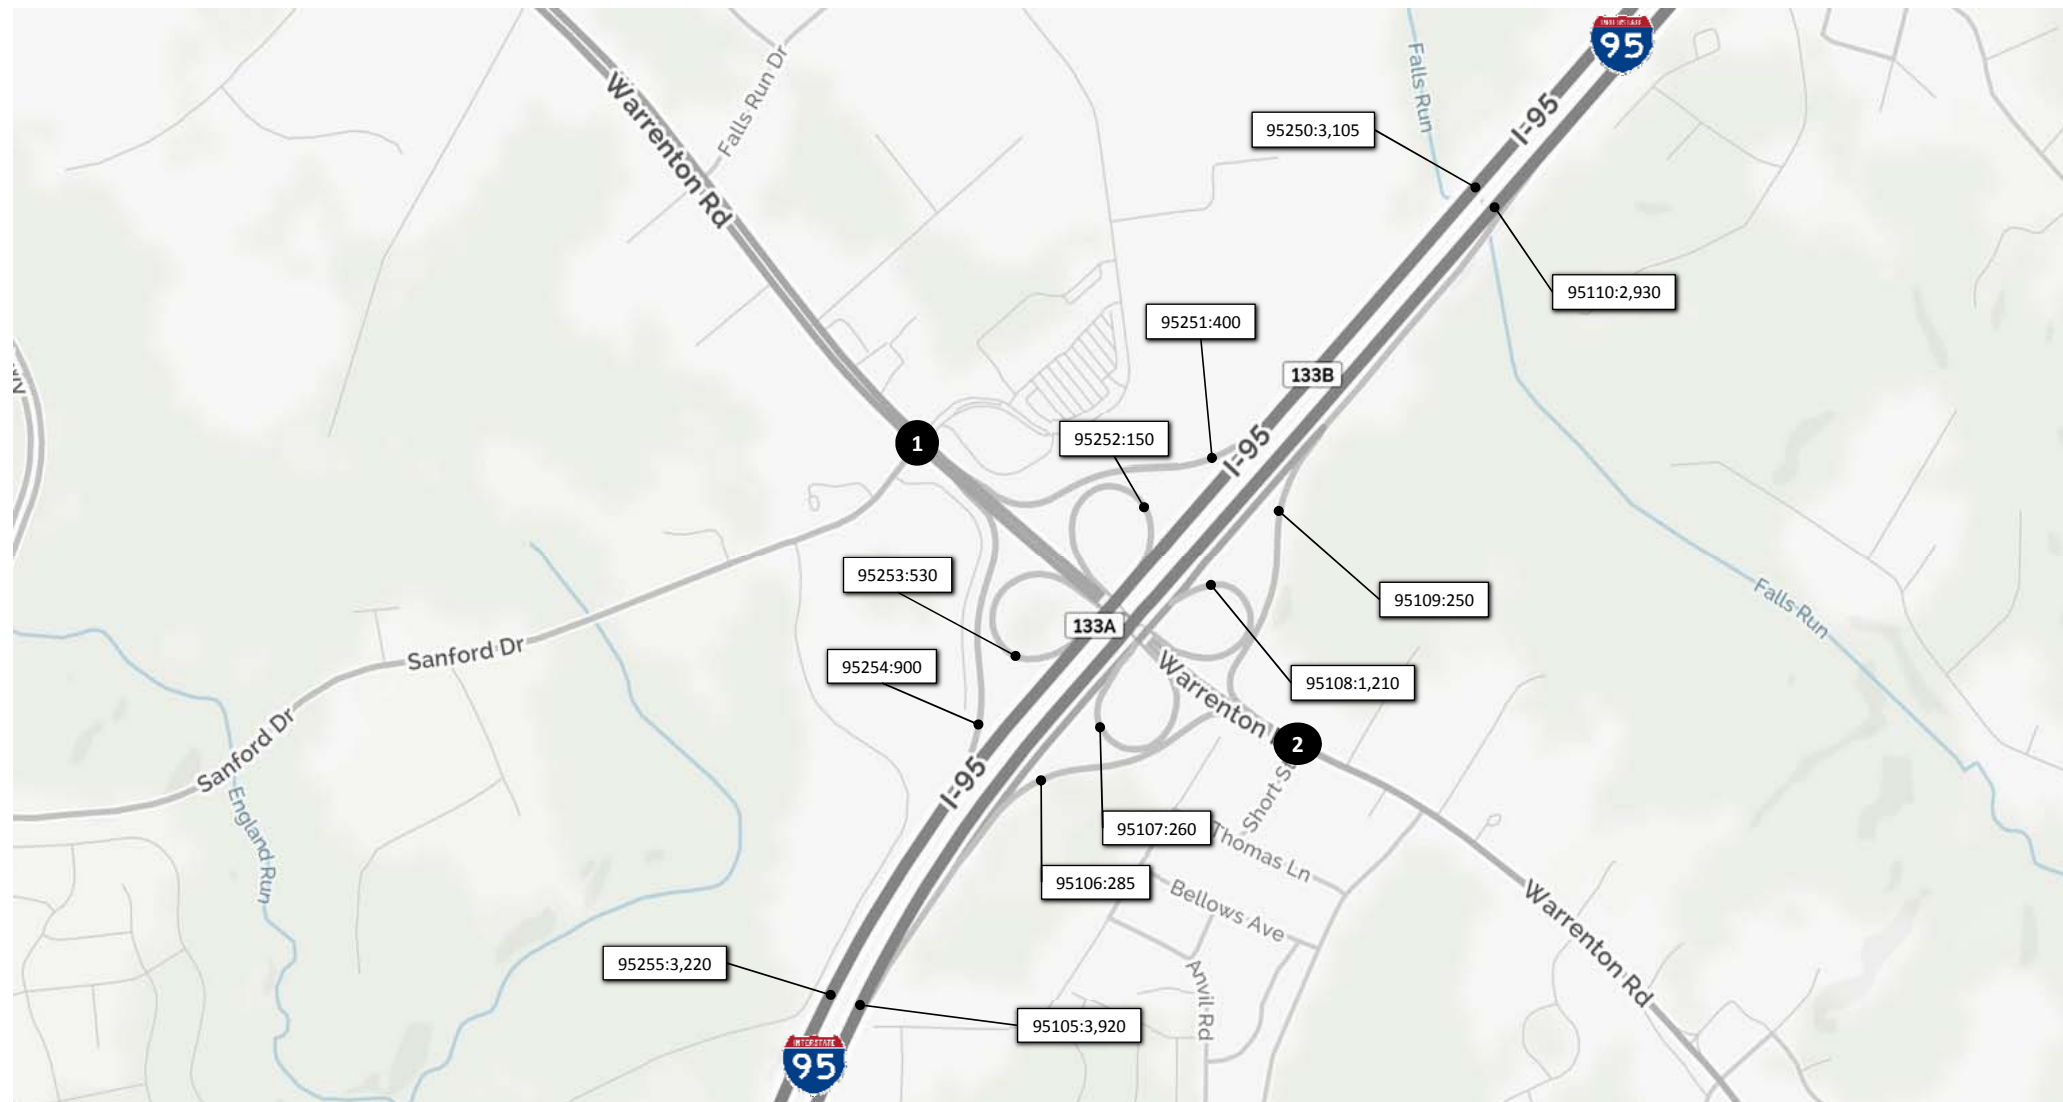 INTERSTATE
95
Falls Run Dr
Warrenton Rd
Falls Run
I-95
95250:3,105
95110:2,930
95251:400
133B
1
95252:150
I-95
95253:530
95109:250
Falls Run
133A
Sanford Dr
95254:900
95108:1,210
Warrenton
2
Sanford Dr
I-95
Short St
England Run
95107:260
Thomas Ln
95106:285
Bellows Ave
Warrenton Rd
95255:3,220
Anvil Rd
95105:3,920
INTERSTATE
95